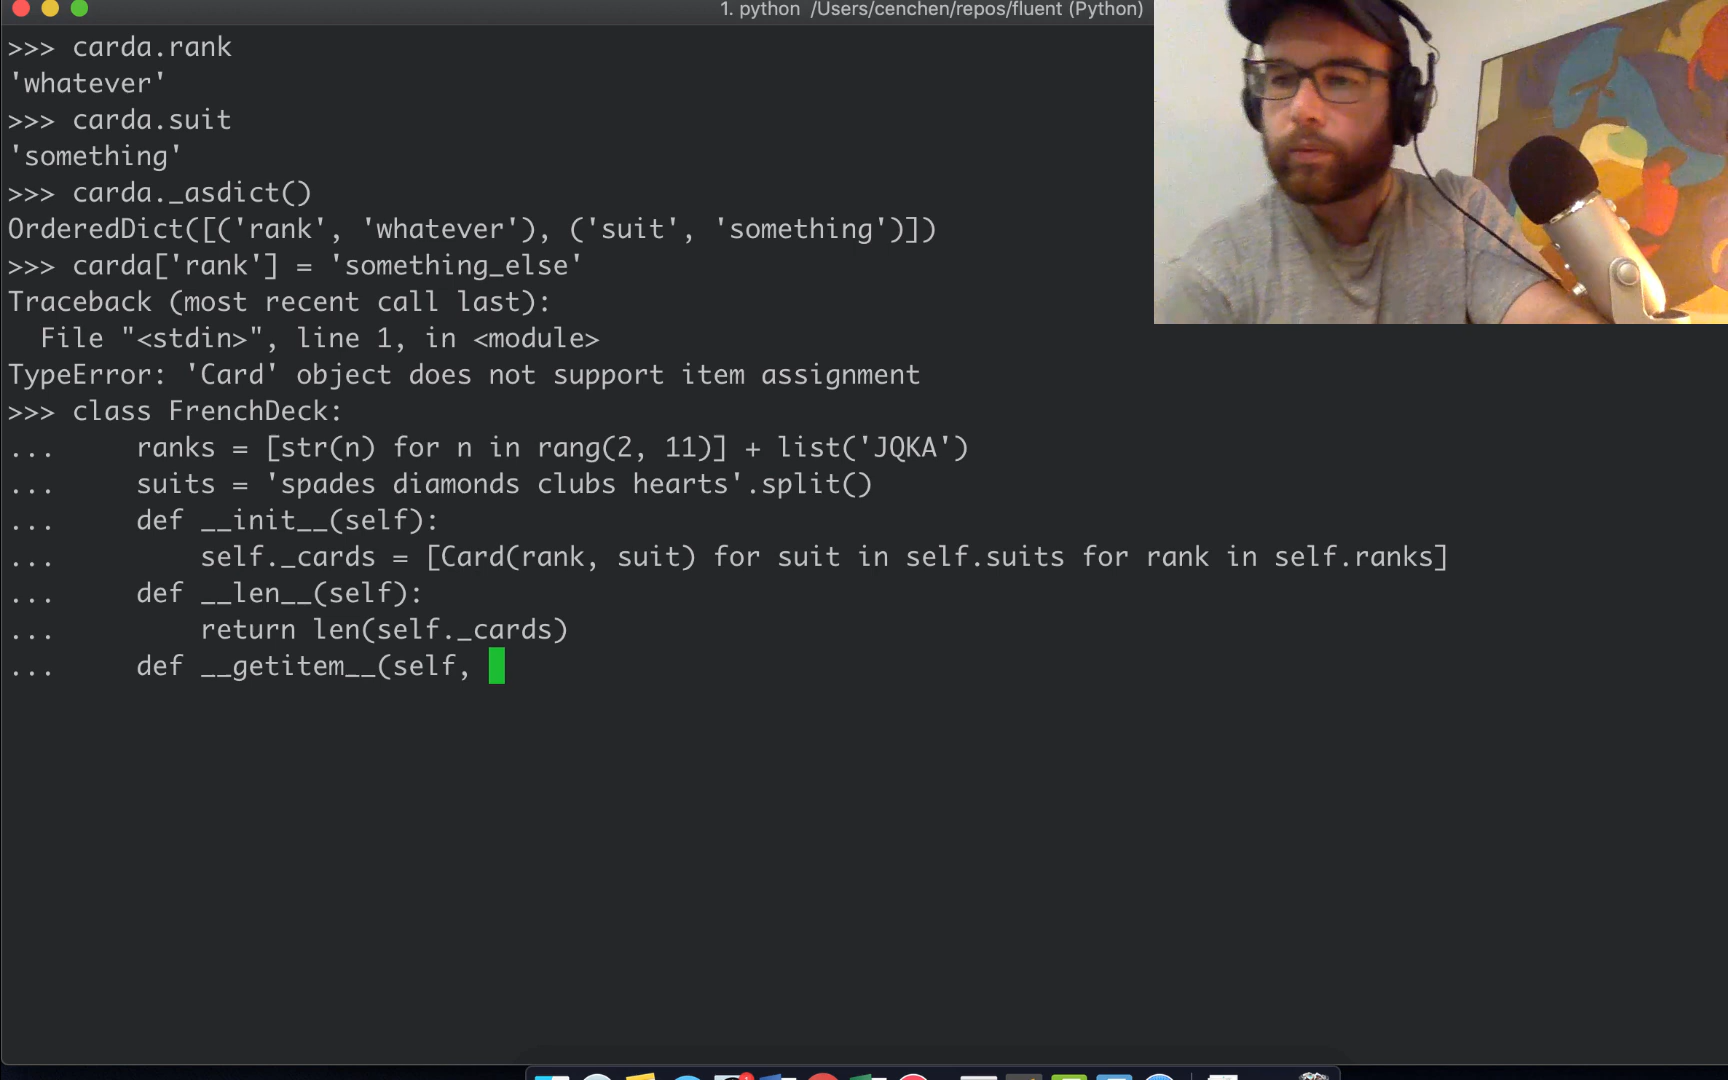 1. python /Users/cenchen/repos/fluent (Python)
>>> carda.rank
'whatever'
>>> carda.suit
'something'
>>> carda._asdict()
OrderedDict([('rank', 'whatever'), ('suit', 'something')])
>>> carda['rank'] = 'something_else'
Traceback (most recent call last):
  File "<stdin>", line 1, in <module>
TypeError: 'Card' object does not support item assignment
>>> class FrenchDeck:
...     ranks = [str(n) for n in rang(2, 11)] + list('JQKA')
...     suits = 'spades diamonds clubs hearts'.split()
...     def __init__(self):
...         self._cards = [Card(rank, suit) for suit in self.suits for rank in self.ranks]
...     def __len__(self):
...         return len(self._cards)
...     def __getitem__(self,